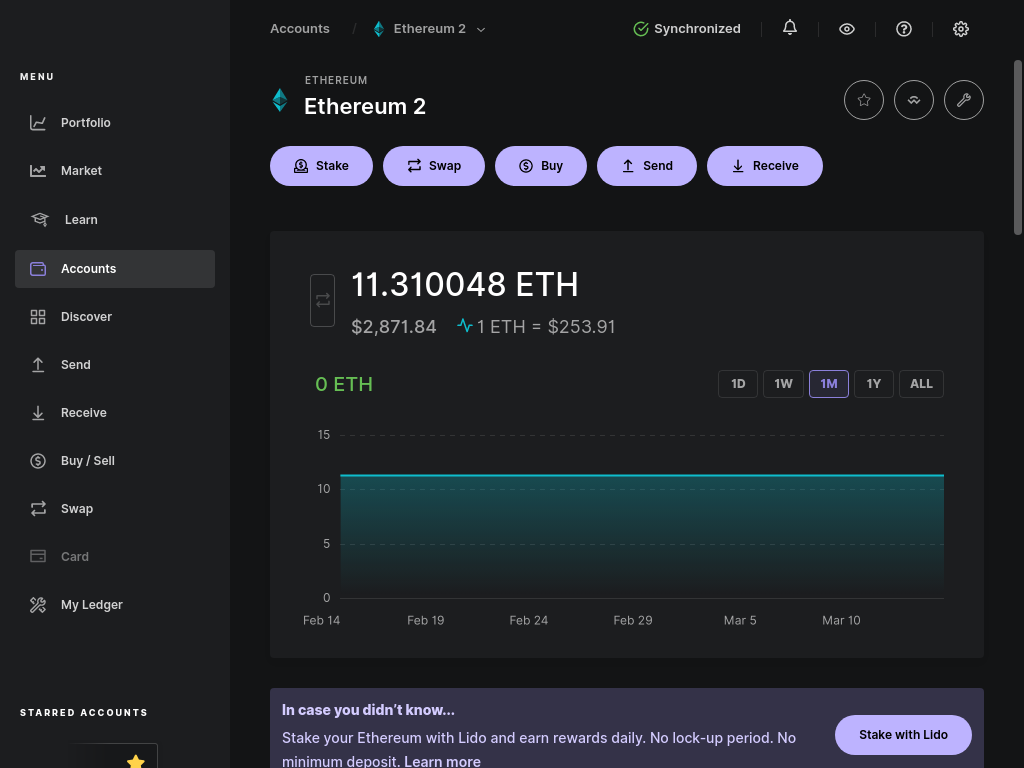 Accounts / Ethereum 2
Synchronized
MENU
Portfolio
Market
Learn
Accounts
Discover
Send
Receive
Buy / Sell
Swap
Card
My Ledger
STARRED ACCOUNTS
ETHEREUM
Ethereum 2
Stake
Swap
Buy
Send
Receive
11.310048 ETH
$2,871.84 1 ETH = $253.91
0 ETH
1D 1W 1M 1Y ALL
15
10
5
0
Feb 14 Feb 19 Feb 24 Feb 29 Mar 5 Mar 10
In case you didn't know...
Stake your Ethereum with Lido and earn rewards daily. No lock-up period. No
minimum deposit. Learn more
Stake with Lido